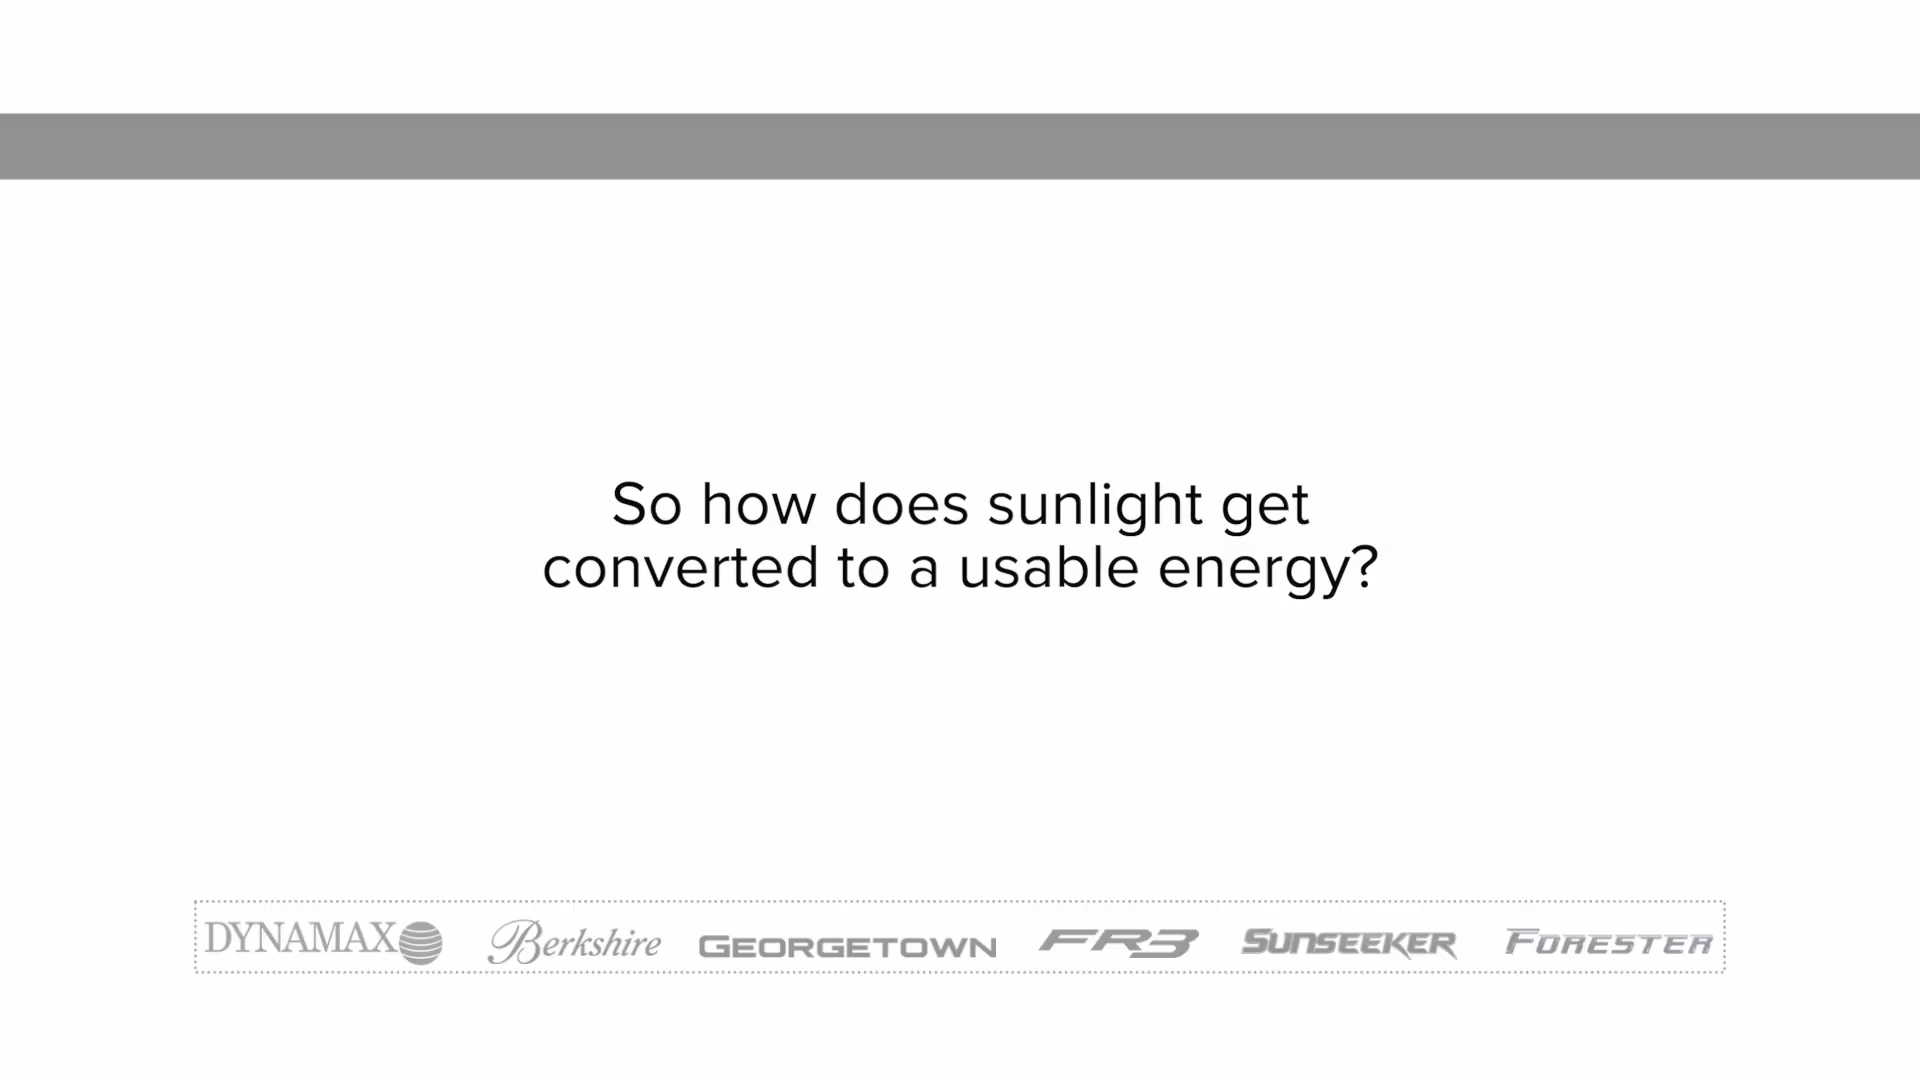 So how does sunlight get
converted to a usable energy?
DYNAMAX Berkshire GEORGETOWN FR3 SUNSEEKER FORESTER